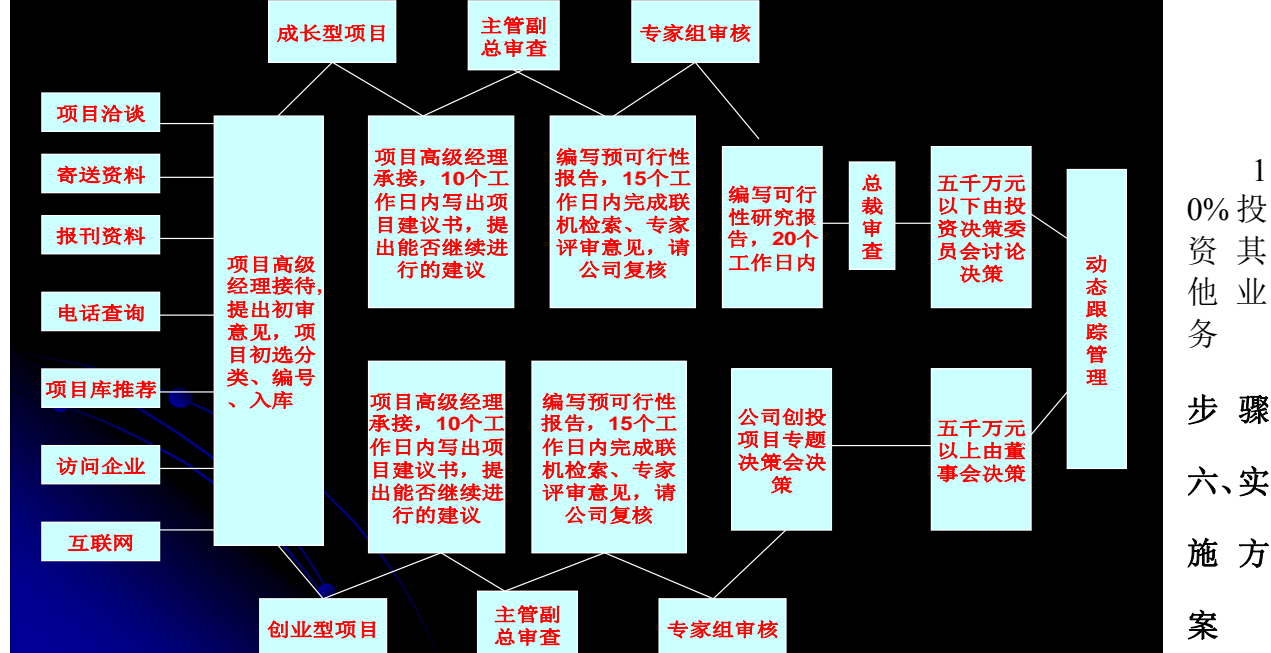 成长型项目
主管副
总审查
专家组审核
项目洽谈
寄送资料
报刊资料
电话查询
项目库推荐
访问企业
互联网
项目高级
经理接待,
提出初审
意见，项
目初选分
类、编号
、入库
项目高级经理
承接，10个工
作日内写出项
目建议书，提
出能否继续进
行的建议
编写预可行性
报告，15个工
作日内完成联
机检索、专家
评审意见，请
公司复核
编写可行
性研究报
告，20个
工作日内
总
裁
审
查
五千万元
以下由投
资决策委
员会讨论
决策
动
态
跟
踪
管
理
项目高级经理
承接，10个工
作日内写出项
目建议书，提
出能否继续进
行的建议
编写预可行性
报告，15个工
作日内完成联
机检索、专家
评审意见，请
公司复核
公司创投
项目专题
决策会决
策
五千万元
以上由董
事会决策
创业型项目
主管副
总审查
专家组审核
1
0%投
资其
他业
务
步骤
六、实
施方
案